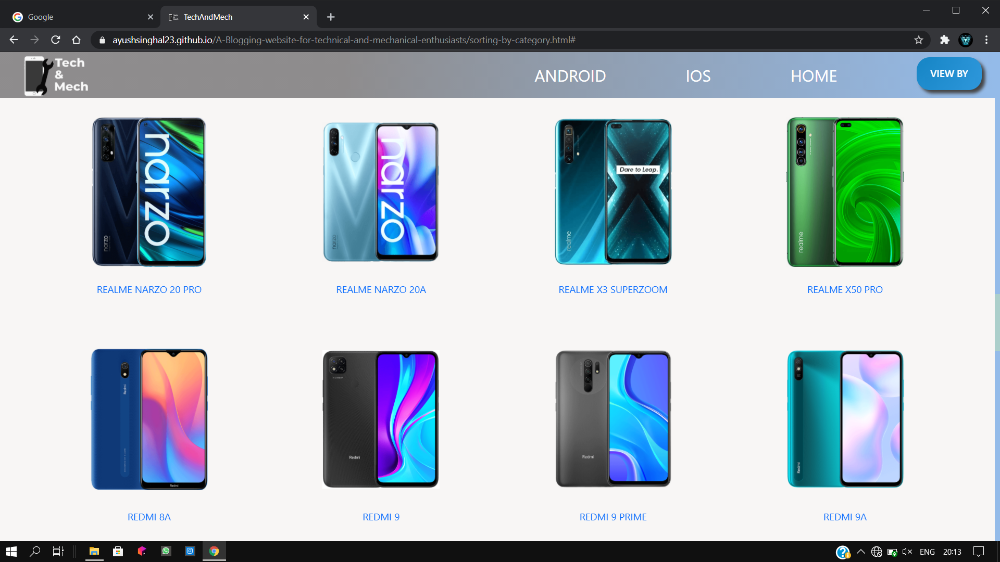 Google
TechAndMech
ayushsinghal23.github.io/A-Blogging-website-for-technical-and-mechanical-enthusiasts/sorting-by-category.html#
Tech
&
Mech
ANDROID
IOS
HOME
VIEW BY
narzo
narzo
narzo
narzo
realme
Dare to Leap.
realme
REALME NARZO 20 PRO
REALME NARZO 20A
REALME X3 SUPERZOOM
REALME X50 PRO
Redmi
Redmi
Redmi
Redmi
Redmi
REDMI 8A
REDMI 9
REDMI 9 PRIME
REDMI 9A
ENG
20:13